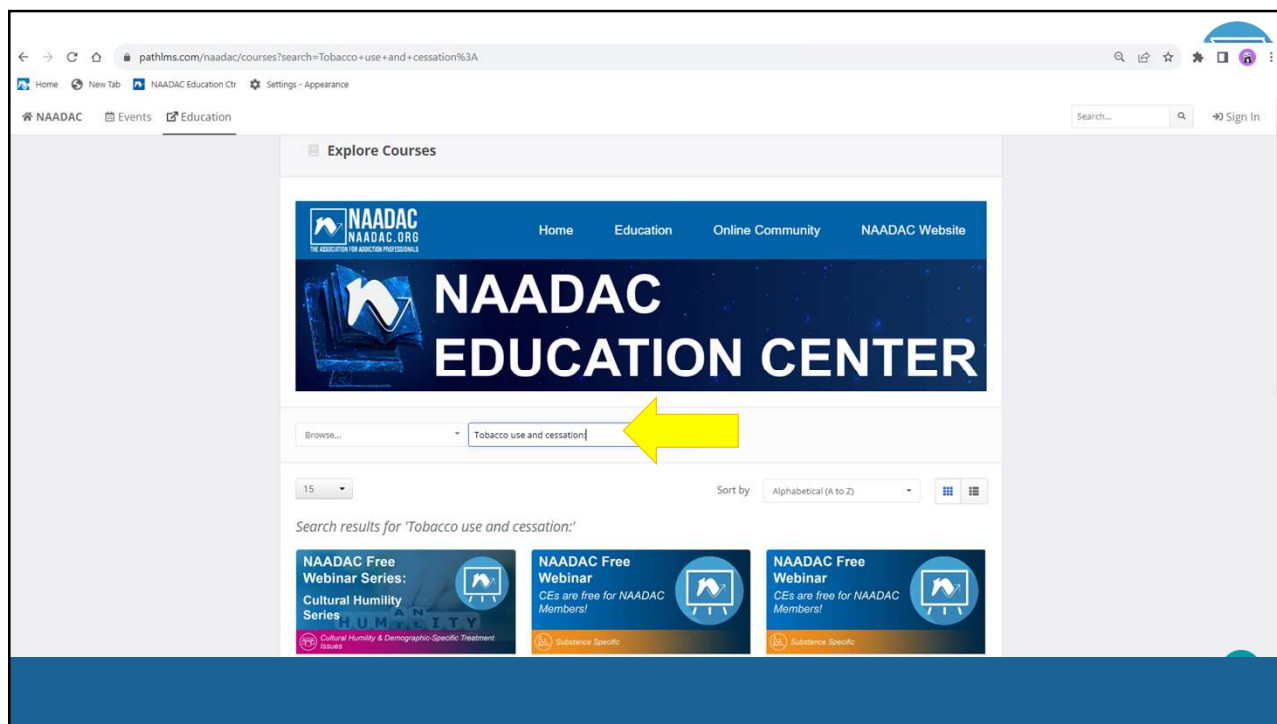 pathlms.com/naadac/courses?search=Tobacco+use+and+cessation%3A
Home New Tab NAADAC Education Ctr Settings - Appearance
NAADAC Events Education Search... Sign In
Explore Courses
NAADAC
NAADAC.ORG
THE ASSOCIATION FOR ADDICTION PROFESSIONALS
Home Education Online Community NAADAC Website
NAADAC
EDUCATION CENTER
Browse... Tobacco use and cessation:
15 Sort by Alphabetical (A to Z)
Search results for 'Tobacco use and cessation:'
NAADAC Free
Webinar Series:
Cultural Humility
Series
AN
HUMILITY
Cultural Humility & Demographic-Specific Treatment
Issues
NAADAC Free
Webinar
CEs are free for NAADAC
Members!
Substance Specific
NAADAC Free
Webinar
CEs are free for NAADAC
Members!
Substance Specific